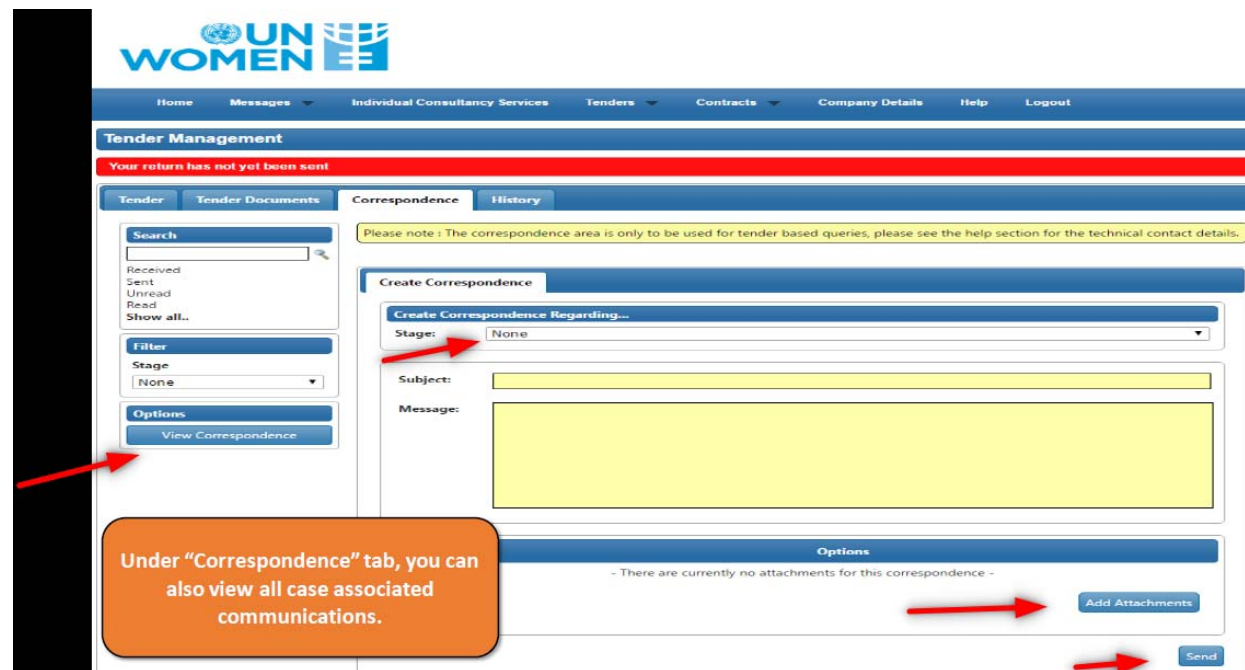 UN
WOMEN
Home Messages Individual Consultancy Services Tenders Contracts Company Details Help Logout
Tender Management
Your return has not yet been sent
Tender Tender Documents Correspondence History
Search
Received
Sent
Unread
Read
Show all..
Filter
Stage
None
Options
View Correspondence
Please note : The correspondence area is only to be used for tender based queries, please see the help section for the technical contact details.
Create Correspondence
Create Correspondence Regarding...
Stage: None
Subject:
Message:
Options
- There are currently no attachments for this correspondence -
Add Attachments
Send
Under “Correspondence” tab, you can
also view all case associated
communications.